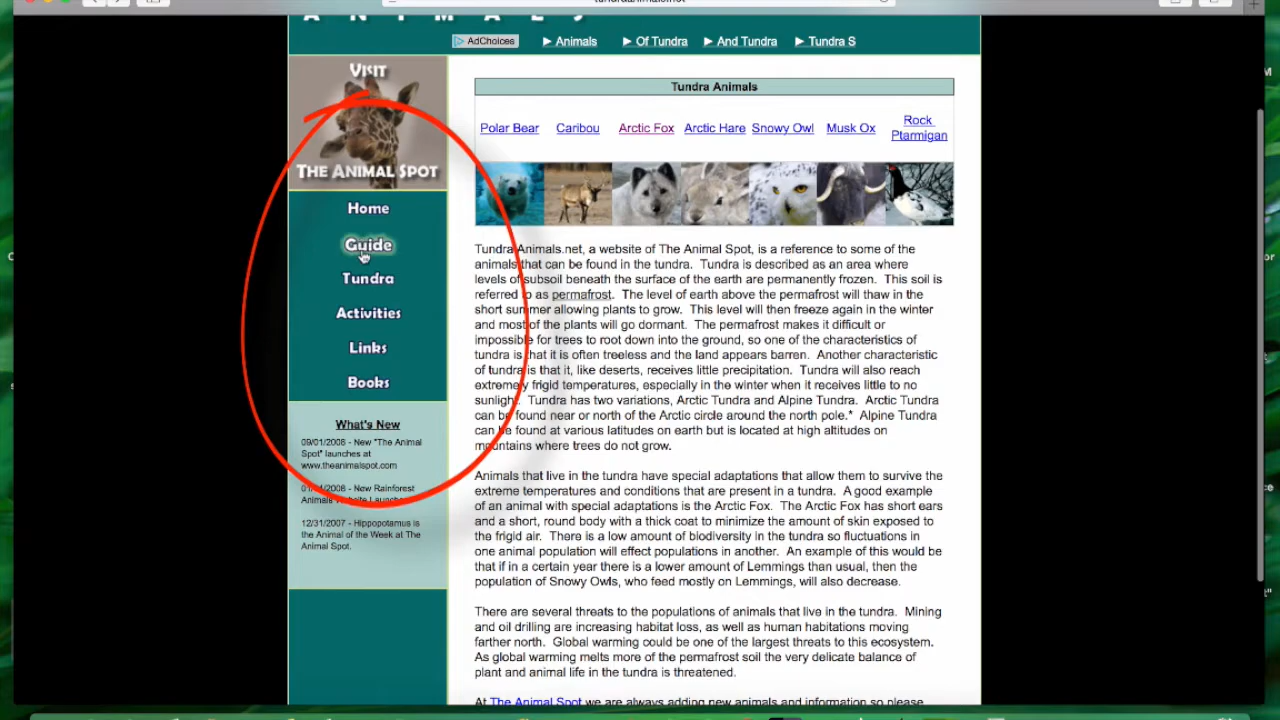 tundraanimals.net
AdChoices
Animals
Of Tundra
And Tundra
Tundra S
VISIT
THE ANIMAL SPOT
Home
Guide
Tundra
Activities
Links
Books
What's New
09/01/2008 - New "The Animal
Spot" launches at
www.theanimalspot.com
2008 - New Rainforest
Animals Website Launches
12/31/2007 - Hippopotamus is
the Animal of the Week at The
Animal Spot.
Tundra Animals
Polar Bear Caribou Arctic Fox Arctic Hare Snowy Owl Musk Ox Rock
Ptarmigan
Tundra Animals.net, a website of The Animal Spot, is a reference to some of the
animals that can be found in the tundra. Tundra is described as an area where
levels of subsoil beneath the surface of the earth are permanently frozen. This soil is
referred to as permafrost. The level of earth above the permafrost will thaw in the
short summer allowing plants to grow. This level will then freeze again in the winter
and most of the plants will go dormant. The permafrost makes it difficult or
impossible for trees to root down into the ground, so one of the characteristics of
tundra is that it is often treeless and the land appears barren. Another characteristic
of tundra is that it, like deserts, receives little precipitation. Tundra will also reach
extremely frigid temperatures, especially in the winter when it receives little to no
sunlight. Tundra has two variations, Arctic Tundra and Alpine Tundra. Arctic Tundra
can be found near or north of the Arctic circle around the north pole.* Alpine Tundra
can be found at various latitudes on earth but is located at high altitudes on
mountains where trees do not grow.
Animals that live in the tundra have special adaptations that allow them to survive the
extreme temperatures and conditions that are present in a tundra. A good example
of an animal with special adaptations is the Arctic Fox. The Arctic Fox has short ears
and a short, round body with a thick coat to minimize the amount of skin exposed to
the frigid air. There is a low amount of biodiversity in the tundra so fluctuations in
one animal population will effect populations in another. An example of this would be
that if in a certain year there is a lower amount of Lemmings than usual, then the
population of Snowy Owls, who feed mostly on Lemmings, will also decrease.
There are several threats to the populations of animals that live in the tundra. Mining
and oil drilling are increasing habitat loss, as well as human habitations moving
farther north. Global warming could be one of the largest threats to this ecosystem.
As global warming melts more of the permafrost soil the very delicate balance of
plant and animal life in the tundra is threatened.
At The Animal Spot we are always adding new animals and information so please